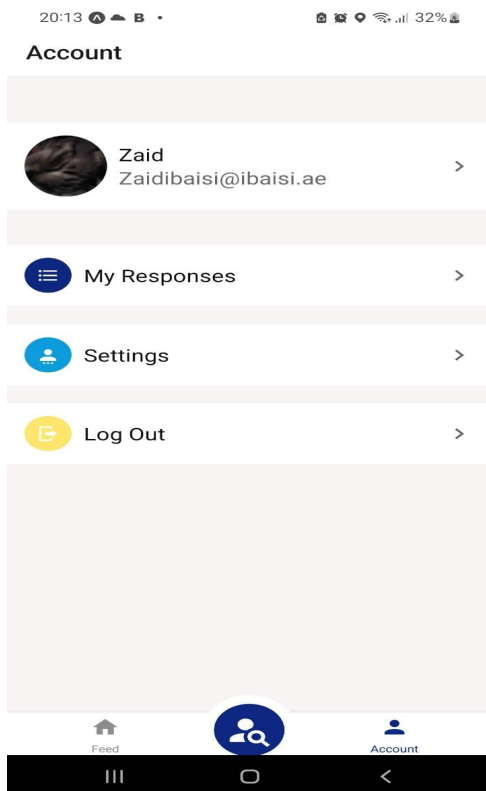 20:13 B • 32%
Account
Zaid
Zaidibaisi@ibaisi.ae
My Responses
Settings
Log Out
Feed
Account